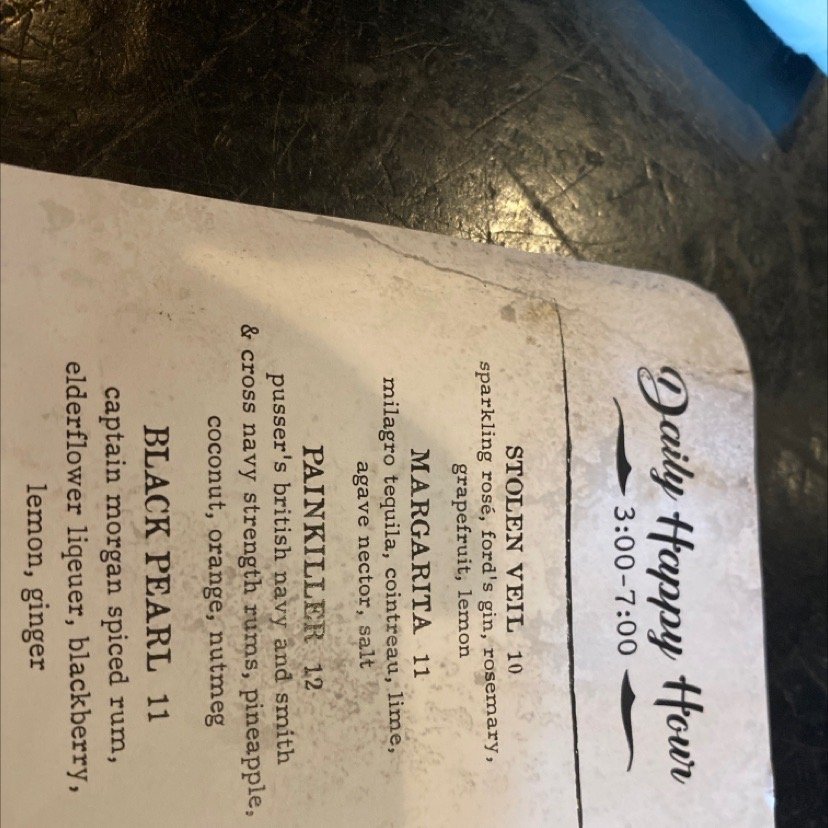 Daily Happy Hour
3:00-7:00
STOLEN VEIL 10
sparkling rosé, ford's gin, rosemary,
grapefruit, lemon
MARGARITA 11
milagro tequila, cointreau, lime,
agave nector, salt
PAINKILLER 12
pusser's british navy and smith
& cross navy strength rums, pineapple,
coconut, orange, nutmeg
BLACK PEARL 11
captain morgan spiced rum,
elderflower liqeuer, blackberry,
lemon, ginger